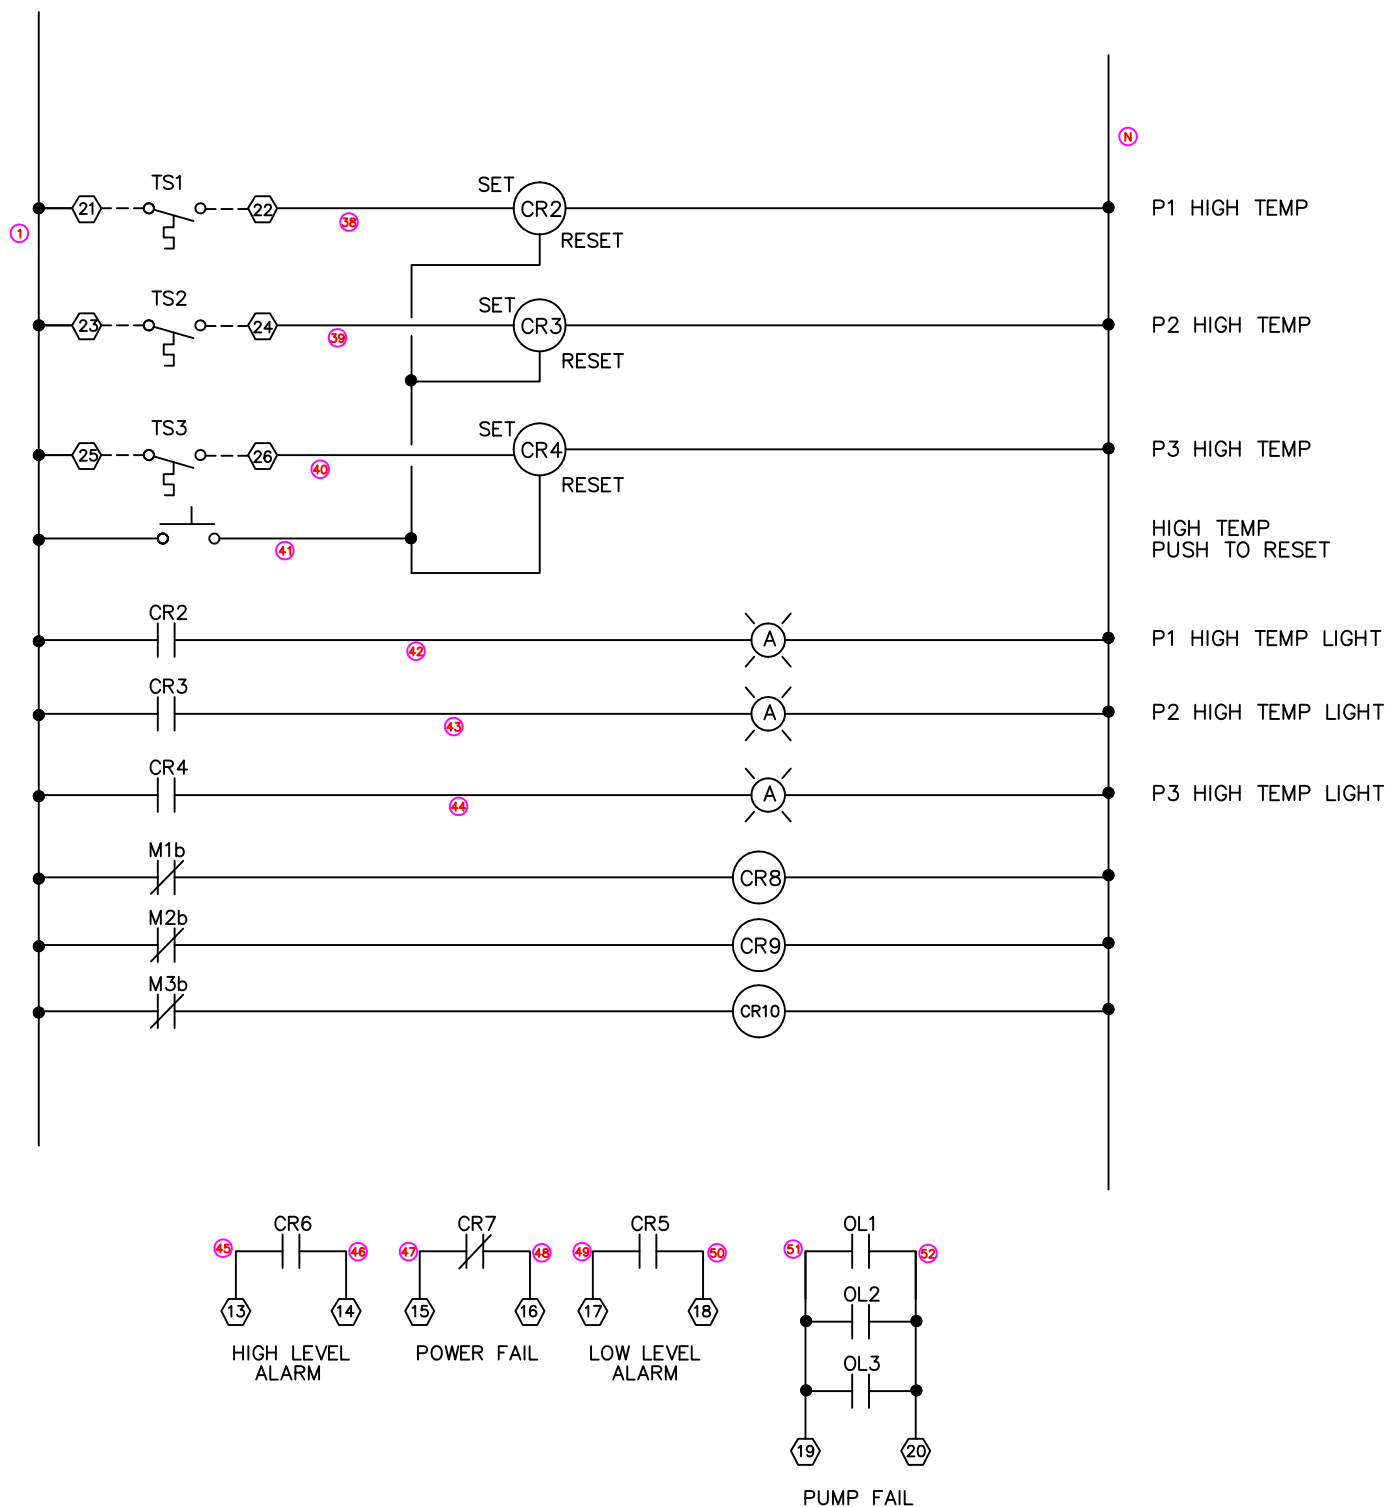 N
TS1
SET
21
22
CR2
P1 HIGH TEMP
1
38
RESET
TS2
SET
23
24
CR3
P2 HIGH TEMP
39
RESET
TS3
SET
25
26
CR4
P3 HIGH TEMP
40
RESET
41
HIGH TEMP
PUSH TO RESET
CR2
42
A
P1 HIGH TEMP LIGHT
CR3
43
A
P2 HIGH TEMP LIGHT
CR4
44
A
P3 HIGH TEMP LIGHT
M1b
CR8
M2b
CR9
M3b
CR10
45
CR6
46
13
14
HIGH LEVEL
ALARM
47
CR7
48
15
16
POWER FAIL
49
CR5
50
17
18
LOW LEVEL
ALARM
51
OL1
52
OL2
OL3
19
20
PUMP FAIL